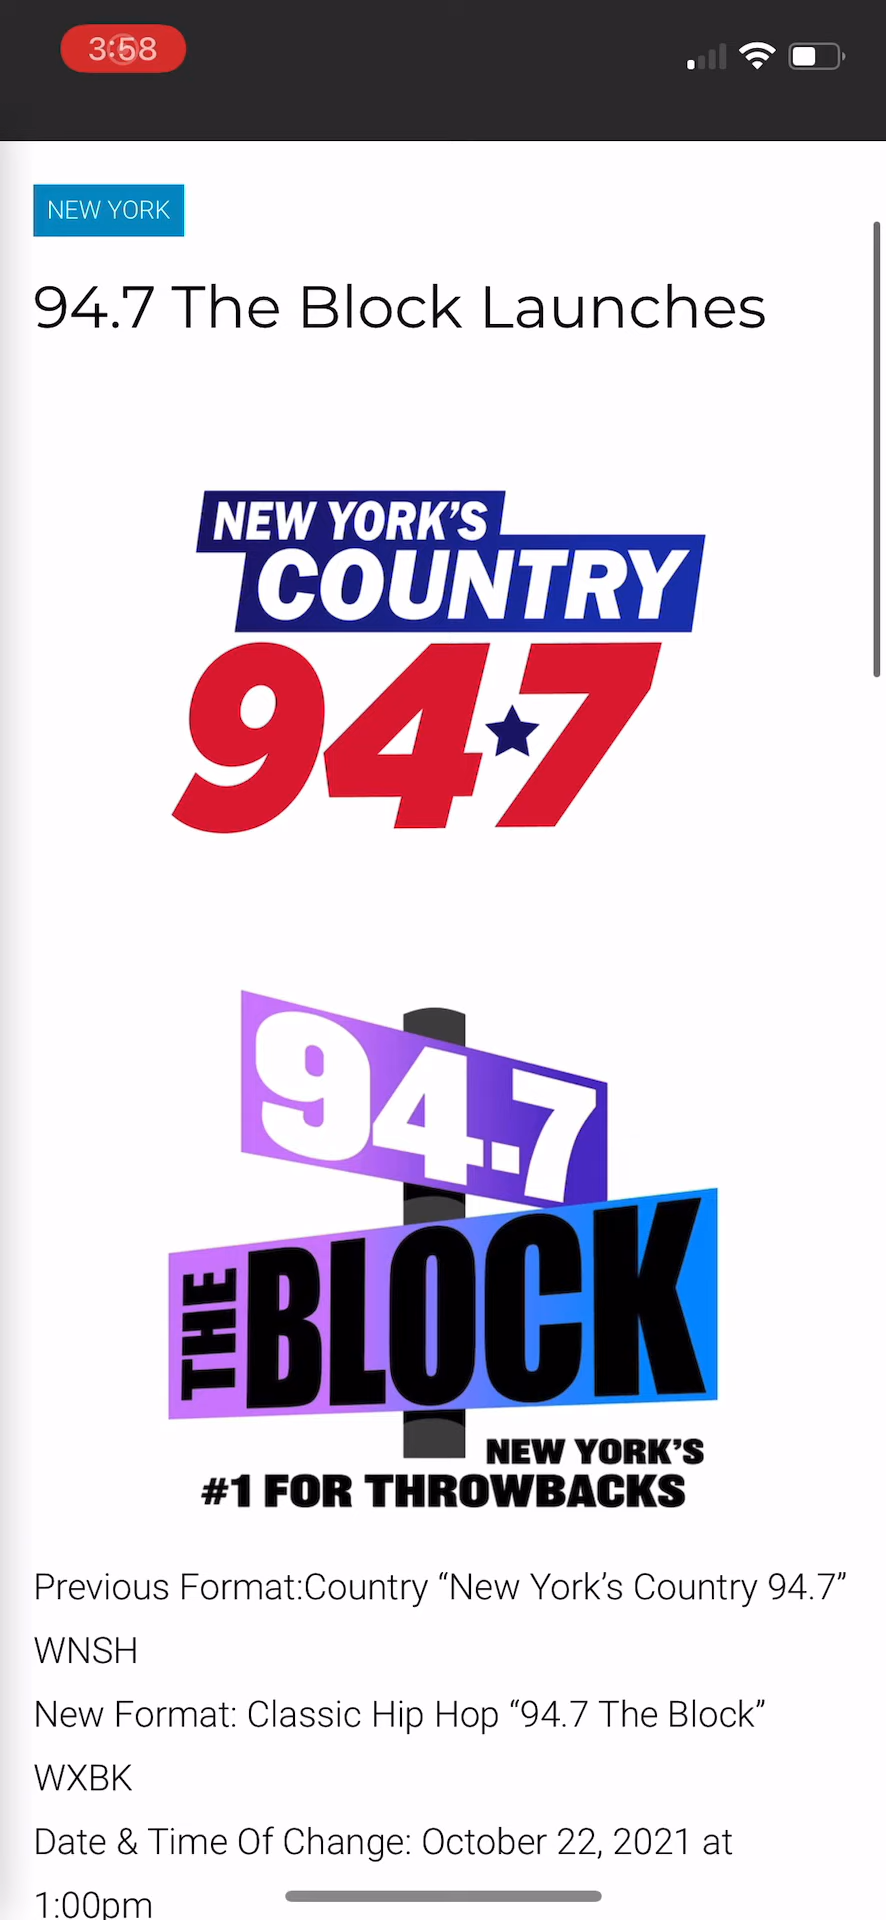 3:58
NEW YORK
94.7 The Block Launches
NEW YORK'S
COUNTRY
947
94.7
THE BLOCK
NEW YORK'S
#1 FOR THROWBACKS
Previous Format:Country “New York’s Country 94.7”
WNSH
New Format: Classic Hip Hop “94.7 The Block”
WXBK
Date & Time Of Change: October 22, 2021 at
1:00pm